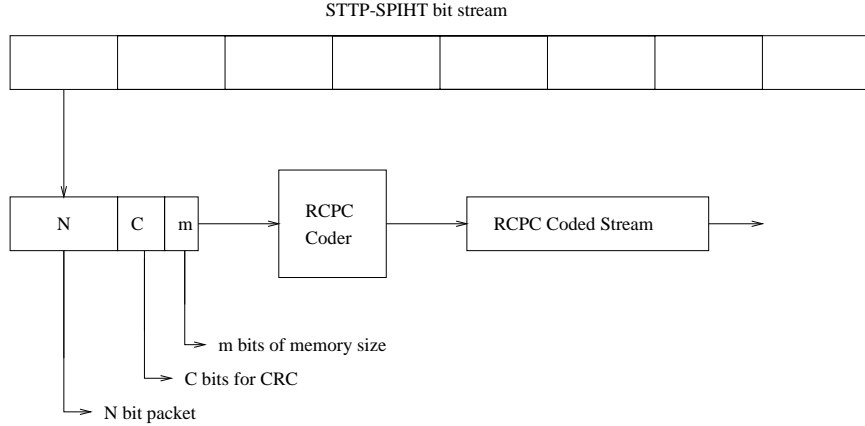 STTP-SPIHT bit stream
N
C
m
RCPC
Coder
RCPC Coded Stream
m bits of memory size
C bits for CRC
N bit packet